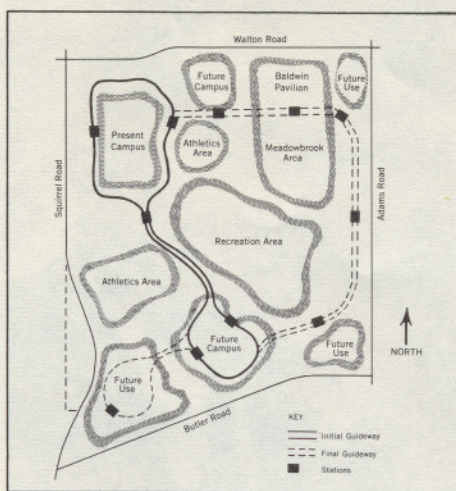 Walton Road
Future
Campus
Baldwin
Pavilion
Future
Use
Present
Campus
Athletics
Area
Meadowbrook
Area
Squirrel Road
Adams Road
Recreation Area
Athletics Area
Future
Campus
Future
Use
Future
Use
NORTH
Butler Road
KEY
Initial Guideway
Final Guideway
Stations